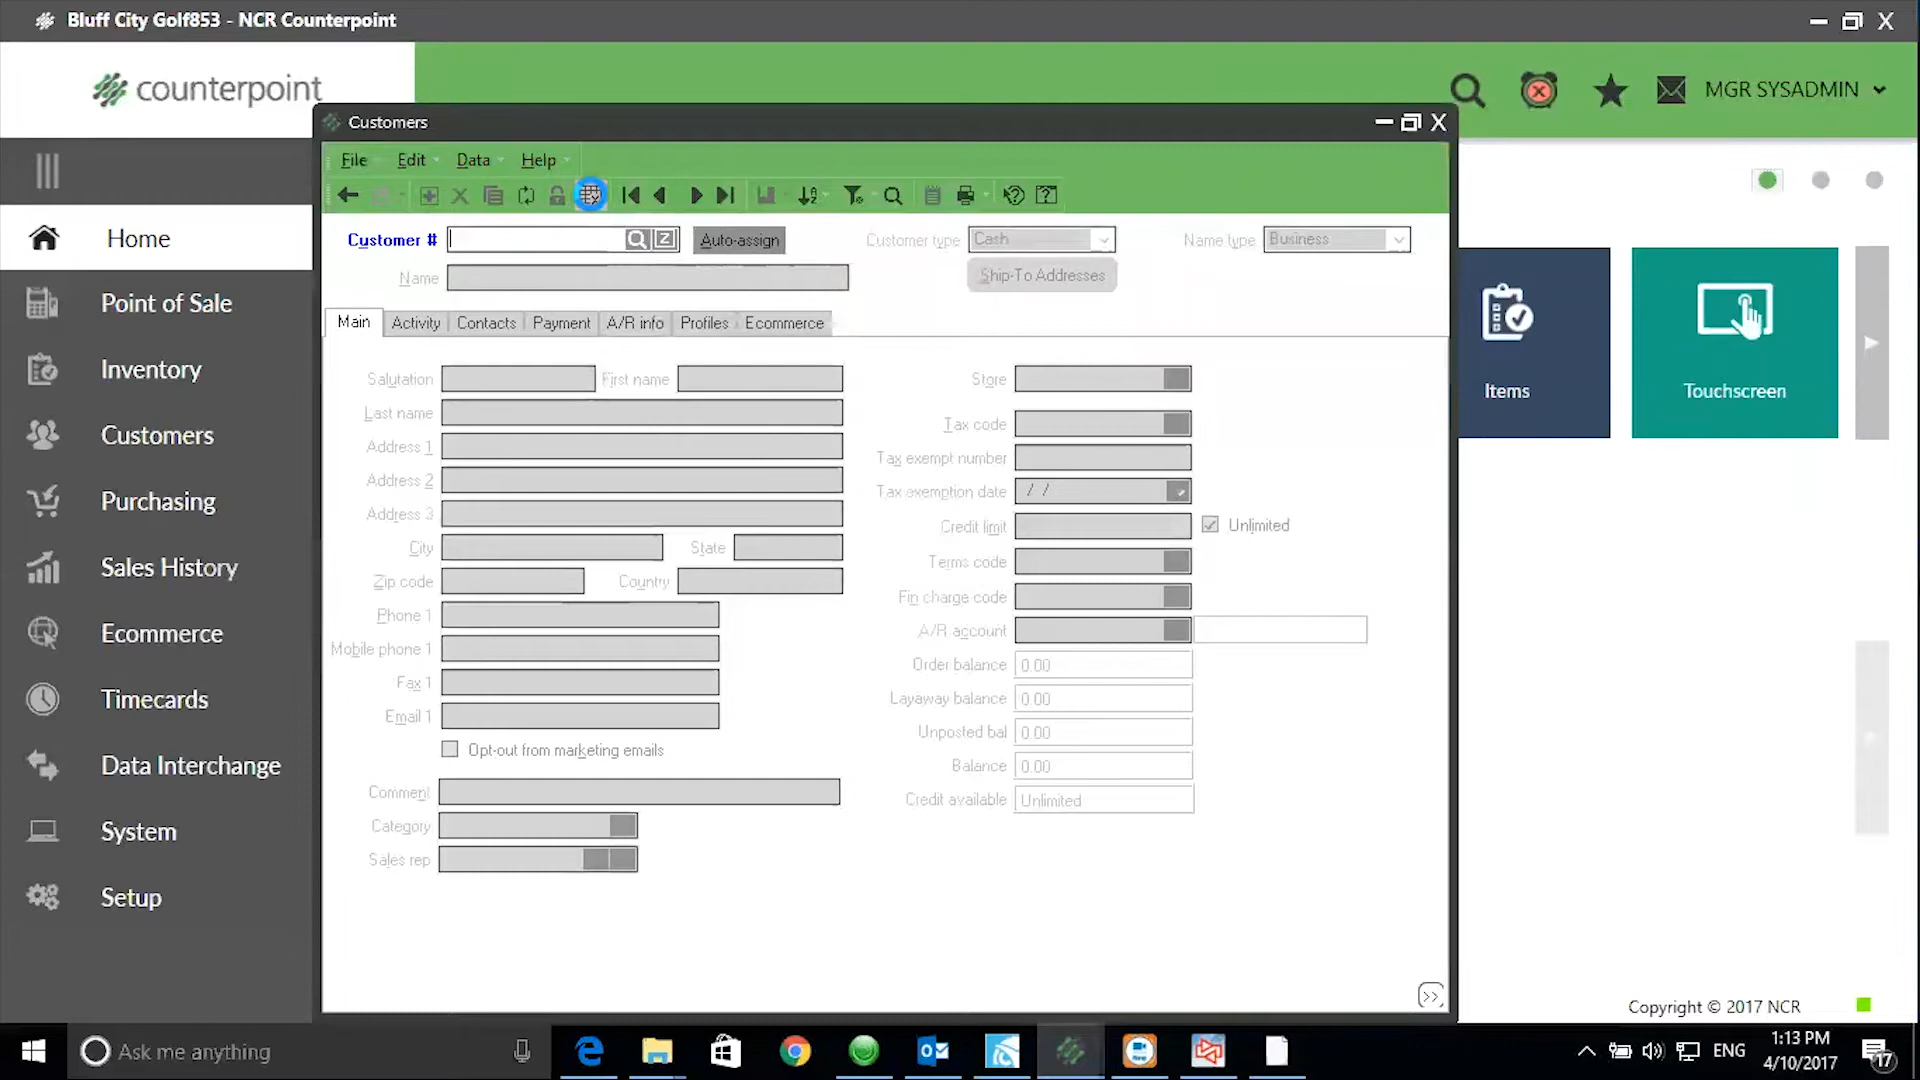 Bluff City Golf853 - NCR Counterpoint
counterpoint
MGR SYSADMIN
Customers
File Edit Data Help
Customer # Z Auto-assign Customer type Cash Name type Business
Name Ship-To Addresses
Main Activity Contacts Payment A/R info Profiles Ecommerce
Salutation First name
Last name
Address 1
Address 2
Address 3
City State
Zip code Country
Phone 1
Mobile phone 1
Fax 1
Email 1
Opt-out from marketing emails
Comment
Category
Sales rep
Store
Tax code
Tax exempt number
Tax exemption date / /
Credit limit Unlimited
Terms code
Fin charge code
A/R account
Order balance 0.00
Layaway balance 0.00
Unposted bal 0.00
Balance 0.00
Credit available Unlimited
>>
Home
Point of Sale
Inventory
Customers
Purchasing
Sales History
Ecommerce
Timecards
Data Interchange
System
Setup
Items
Touchscreen
Copyright © 2017 NCR
Ask me anything
ENG
1:13 PM
4/10/2017
17